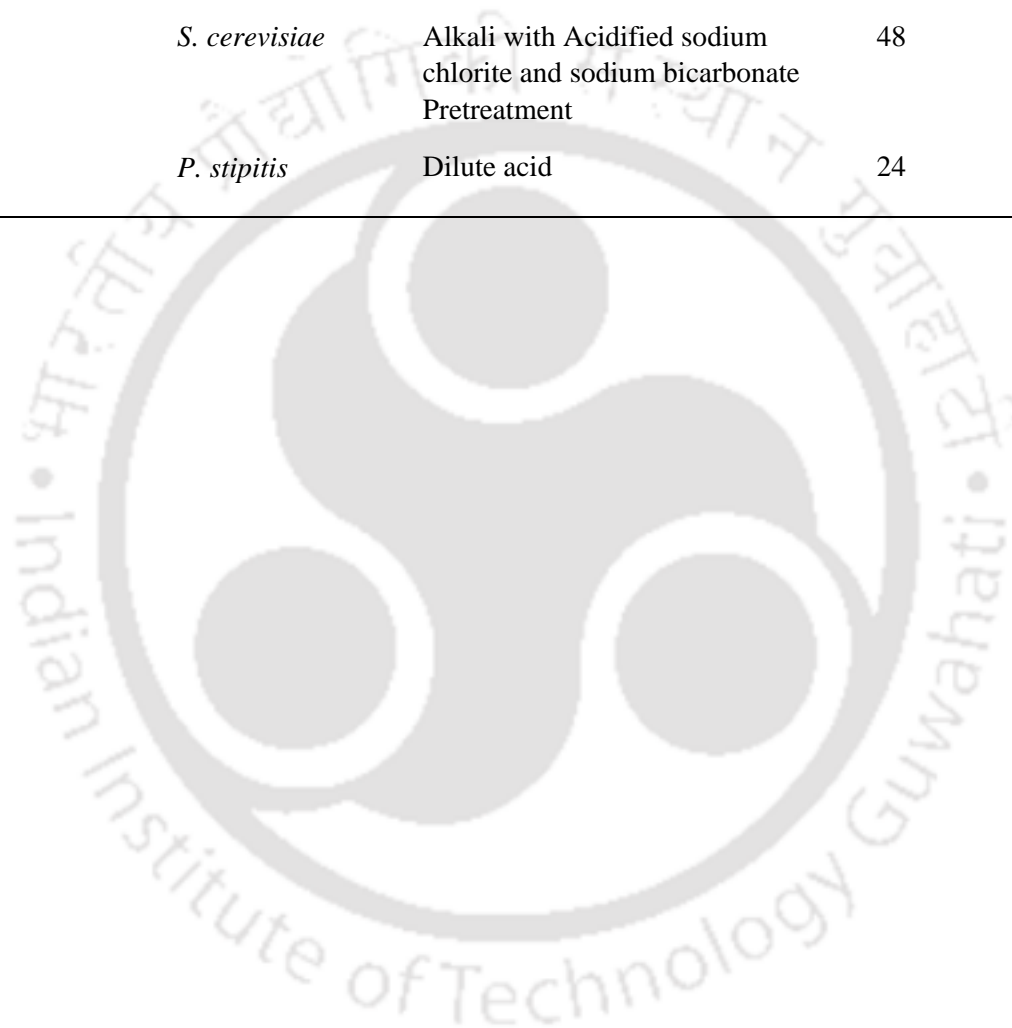 S. cerevisiae Alkali with Acidified sodium 48
chlorite and sodium bicarbonate
Pretreatment
P. stipitis Dilute acid 24
भारतीय प्रौद्योगिकी संस्थान गुवाहाटी
Indian Institute of Technology Guwahati